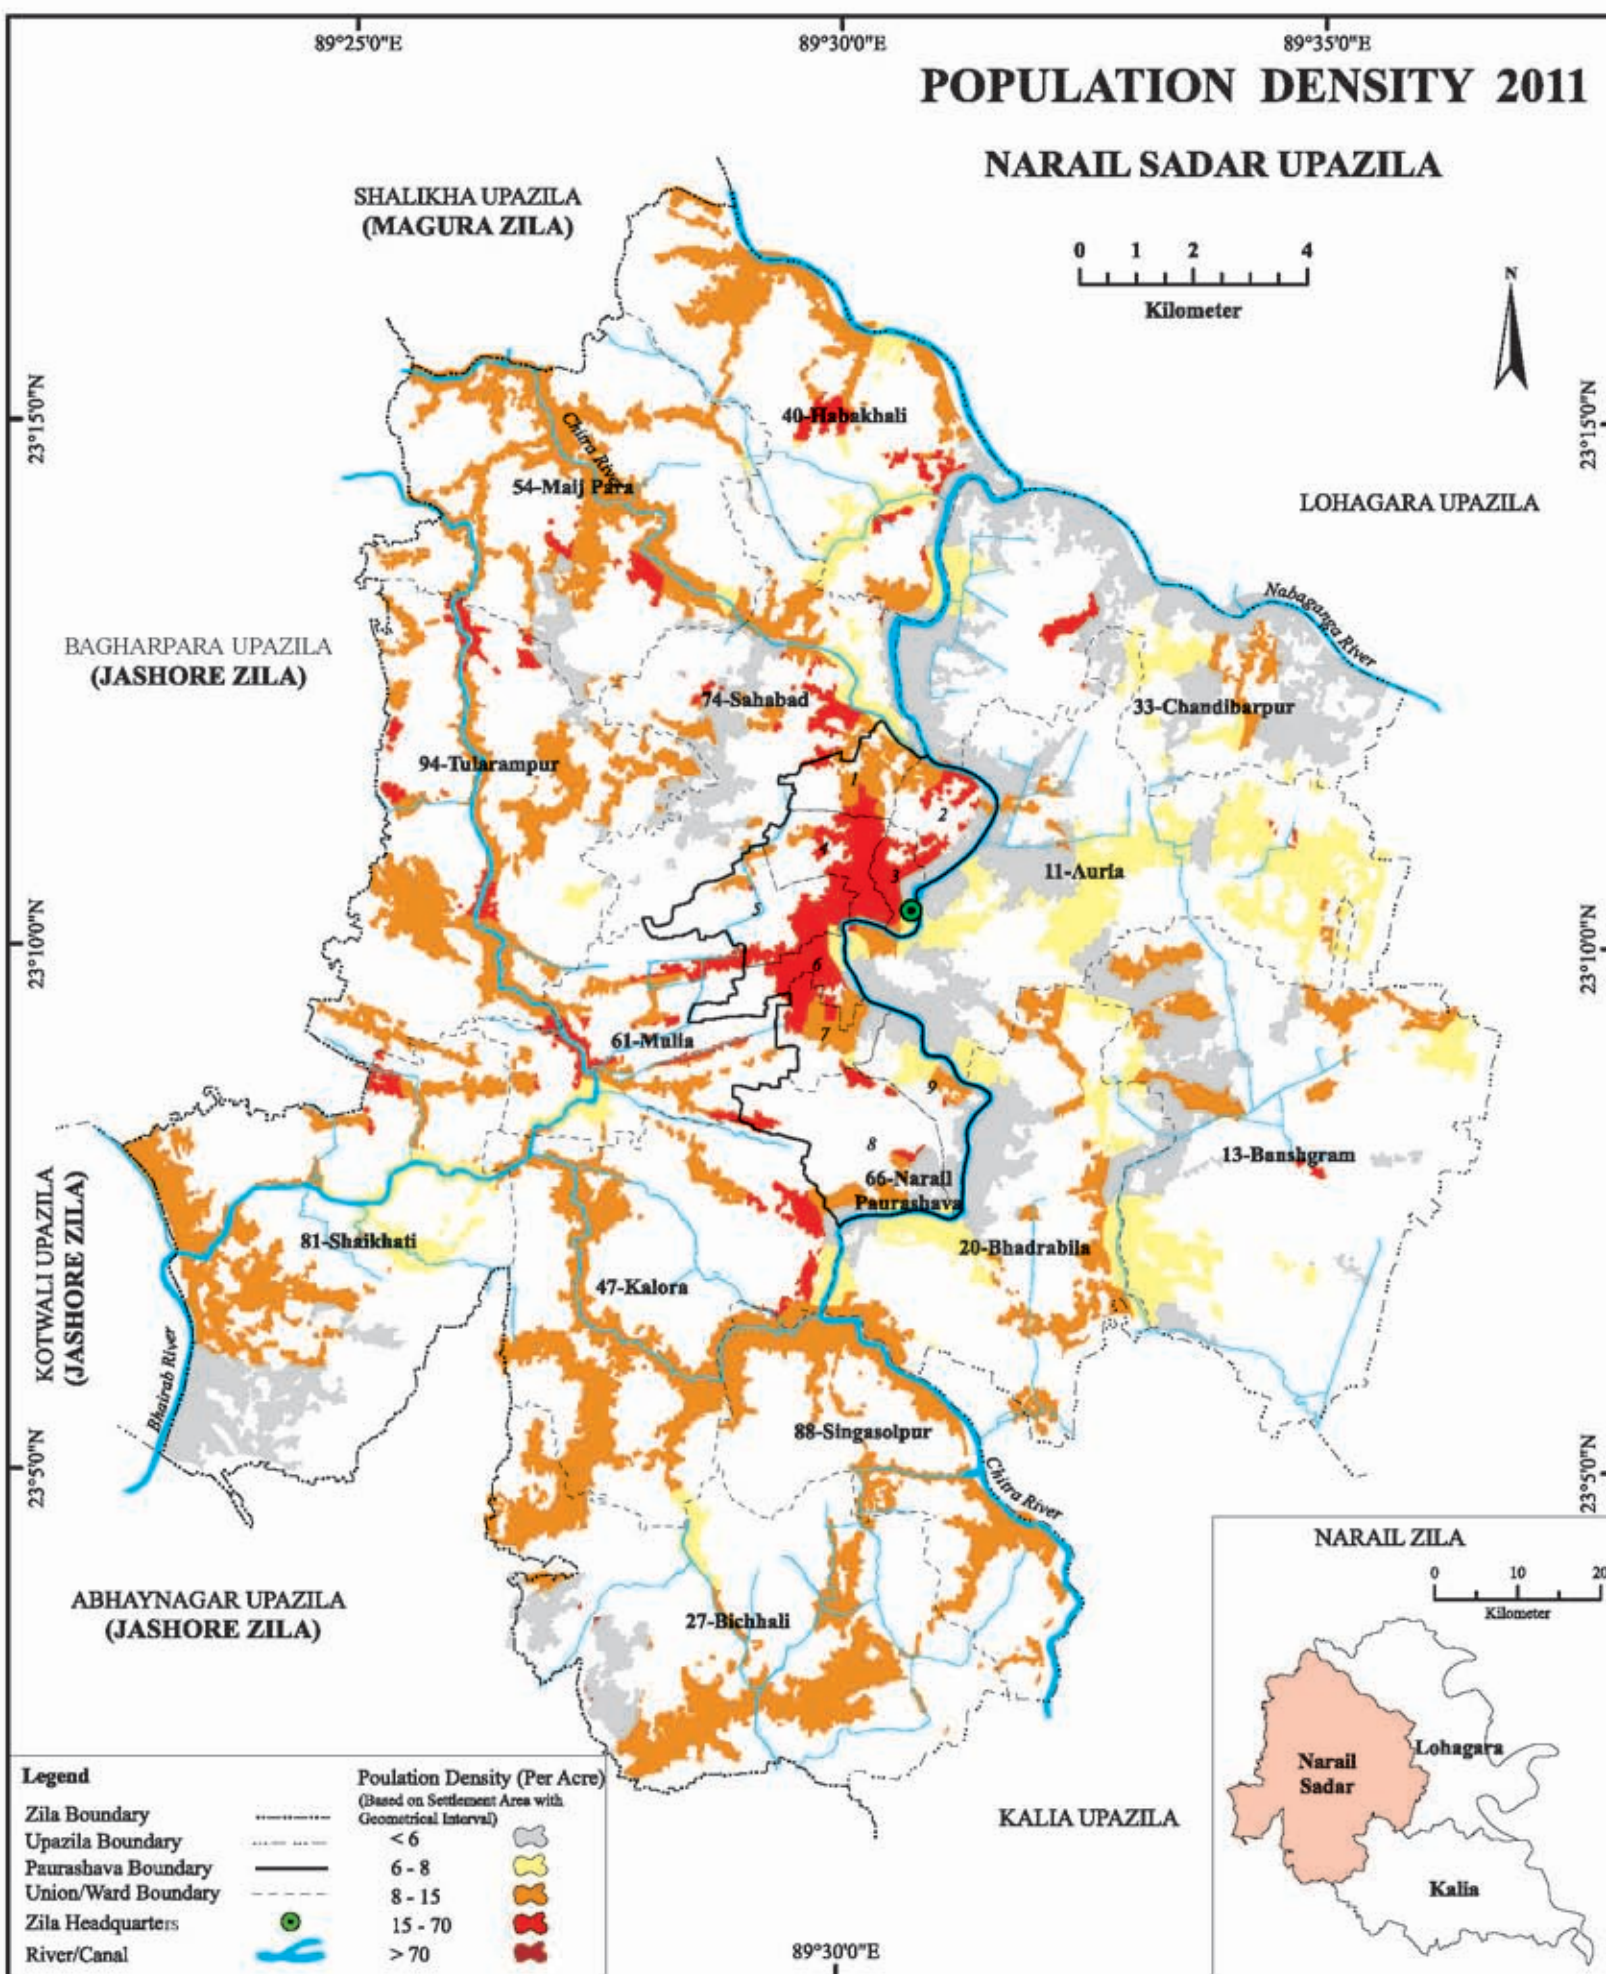 89°25'0"E
89°30'0"E
89°35'0"E
POPULATION DENSITY 2011
NARAIL SADAR UPAZILA
SHALIKHA UPAZILA
(MAGURA ZILA)
0 1 2 4
Kilometer
N
23°15'0"N
23°15'0"N
40-Habakhali
Chitra River
54-Maij Para
LOHAGARA UPAZILA
Nabaganga River
BAGHARPARA UPAZILA
(JASHORE ZILA)
74-Sahabad
33-Chandibarpur
94-Tularampur
1
2
4
3
11-Auria
5
23°10'0"N
23°10'0"N
6
7
61-Mulia
9
8
13-Banshgram
66-Narail
Paurashava
KOTWALI UPAZILA
(JASHORE ZILA)
81-Shaikhati
20-Bhadrabila
47-Kalora
Bhairab River
88-Singasolpur
23°5'0"N
23°5'0"N
Chitra River
ABHAYNAGAR UPAZILA
(JASHORE ZILA)
27-Bichhali
KALIA UPAZILA
NARAIL ZILA
0 10 20
Kilometer
Lohagara
Narail
Sadar
Kalia
Legend
Zila Boundary
Upazila Boundary
Paurashava Boundary
Union/Ward Boundary
Zila Headquarters
River/Canal
Poulation Density (Per Acre)
(Based on Settlement Area with
Geometrical Interval)
< 6
6 - 8
8 - 15
15 - 70
> 70
89°30'0"E